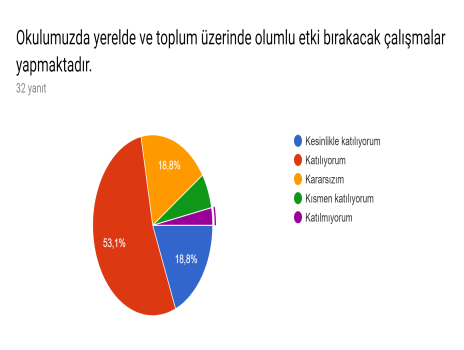 Okulumuzda yerelde ve toplum üzerinde olumlu etki bırakacak çalışmalar
yapmaktadır.
32 yanıt
Kesinlikle katılıyorum
Katılıyorum
Kararsızım
Kısmen katılıyorum
Katılmıyorum
18,8%
53,1%
18,8%